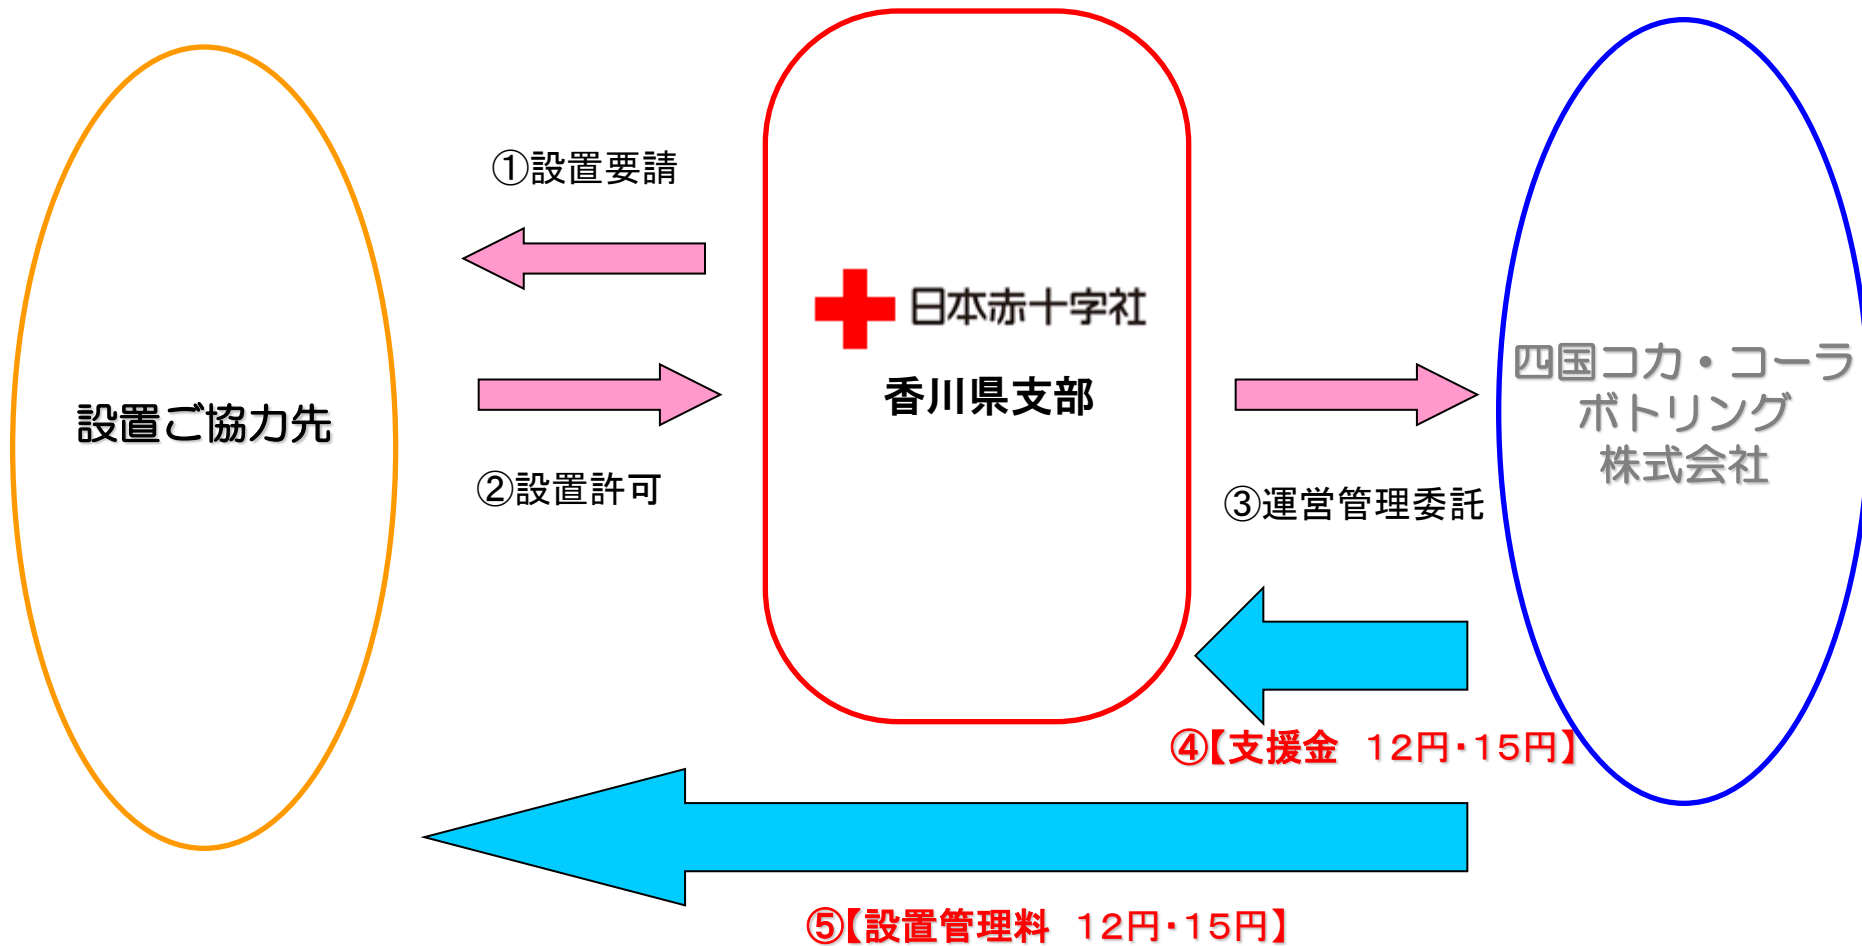 ①設置要請
日本赤十字社
香川県支部
設置ご協力先
四国コカ・コーラ
ボトリング
株式会社
②設置許可
③運営管理委託
④【支援金　12円・15円】
⑤【設置管理料　12円・15円】